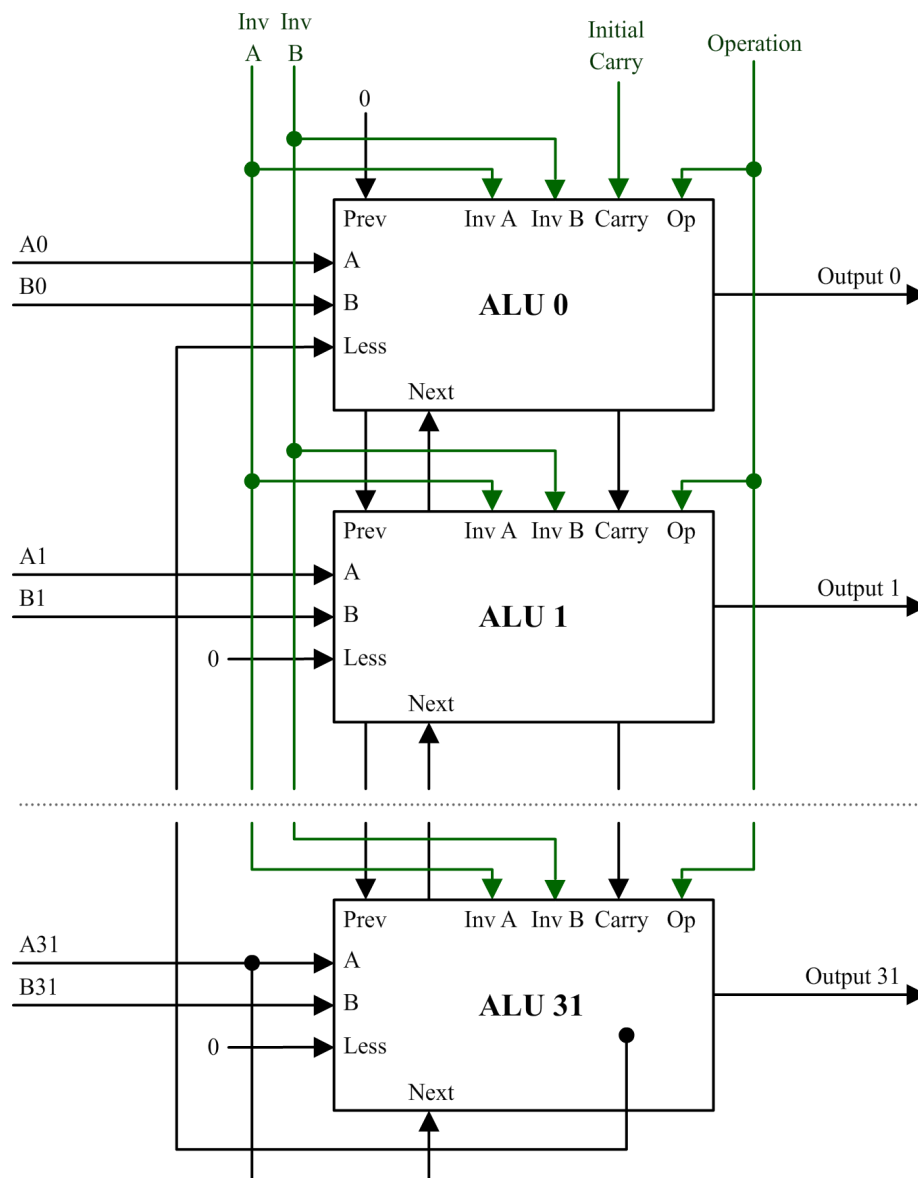 Inv Inv
A B
Initial
Carry
Operation
0
Prev Inv A Inv B Carry Op
A0
A
B0
B
ALU 0
Output 0
Less
Next
Prev Inv A Inv B Carry Op
A1
A
B1
B
ALU 1
Output 1
0
Less
Next
Prev Inv A Inv B Carry Op
A31
A
B31
B
ALU 31
Output 31
0
Less
Next